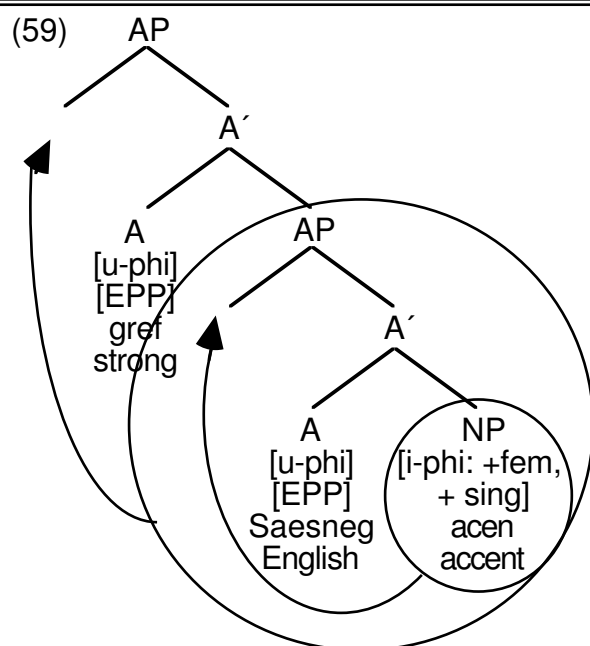 (59) AP
A´
A AP
[u-phi]
[EPP]
gref A´
strong
A NP
[u-phi] [i-phi: +fem,
[EPP] + sing]
Saesneg acen
English accent